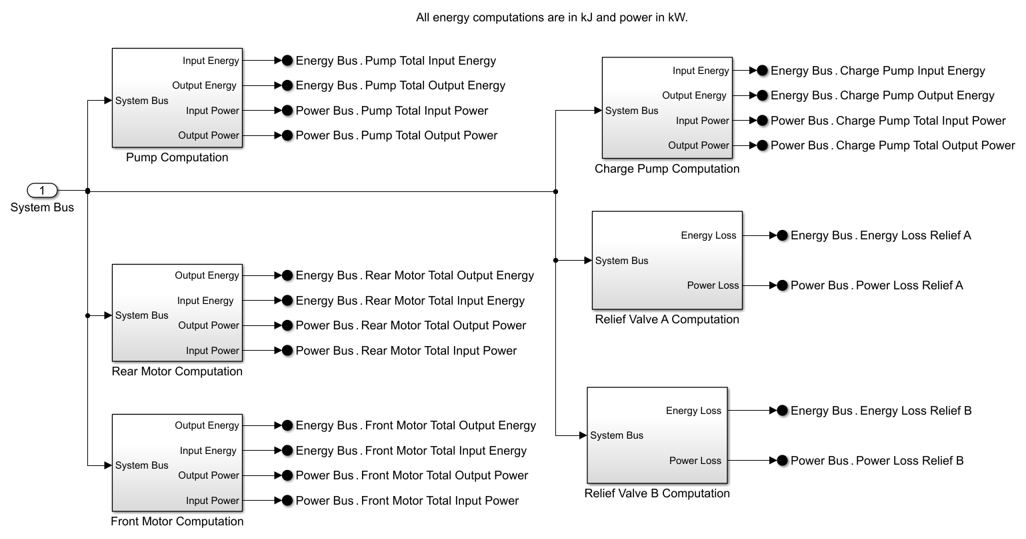 All energy computations are in kJ and power in kW.
1
System Bus
System Bus
Input Energy
Output Energy
Input Power
Output Power
Pump Computation
Energy Bus . Pump Total Input Energy
Energy Bus . Pump Total Output Energy
Power Bus . Pump Total Input Power
Power Bus . Pump Total Output Power
System Bus
Output Energy
Input Energy
Output Power
Input Power
Rear Motor Computation
Energy Bus . Rear Motor Total Output Energy
Energy Bus . Rear Motor Total Input Energy
Power Bus . Rear Motor Total Output Power
Power Bus . Rear Motor Total Input Power
System Bus
Output Energy
Input Energy
Output Power
Input Power
Front Motor Computation
Energy Bus . Front Motor Total Output Energy
Energy Bus . Front Motor Total Input Energy
Power Bus . Front Motor Total Output Power
Power Bus . Front Motor Total Input Power
System Bus
Input Energy
Output Energy
Input Power
Output Power
Charge Pump Computation
Energy Bus . Charge Pump Input Energy
Energy Bus . Charge Pump Output Energy
Power Bus . Charge Pump Total Input Power
Power Bus . Charge Pump Total Output Power
System Bus
Energy Loss
Power Loss
Relief Valve A Computation
Energy Bus . Energy Loss Relief A
Power Bus . Power Loss Relief A
System Bus
Energy Loss
Power Loss
Relief Valve B Computation
Energy Bus . Energy Loss Relief B
Power Bus . Power Loss Relief B